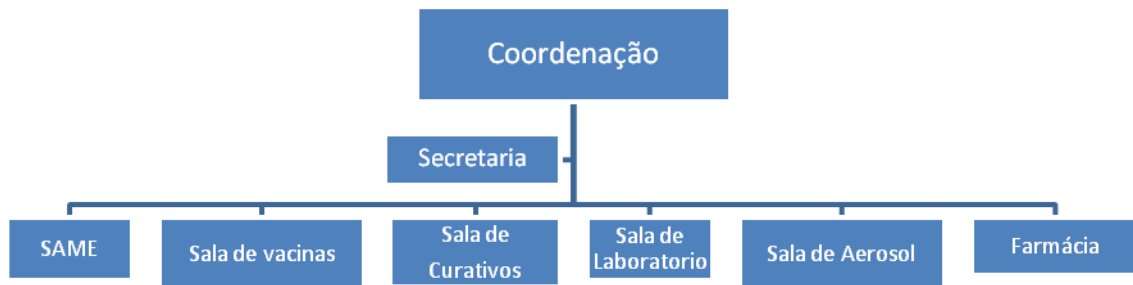 Coordenação
Secretaria
SAME
Sala de vacinas
Sala de
Curativos
Sala de
Laboratorio
Sala de Aerosol
Farmácia